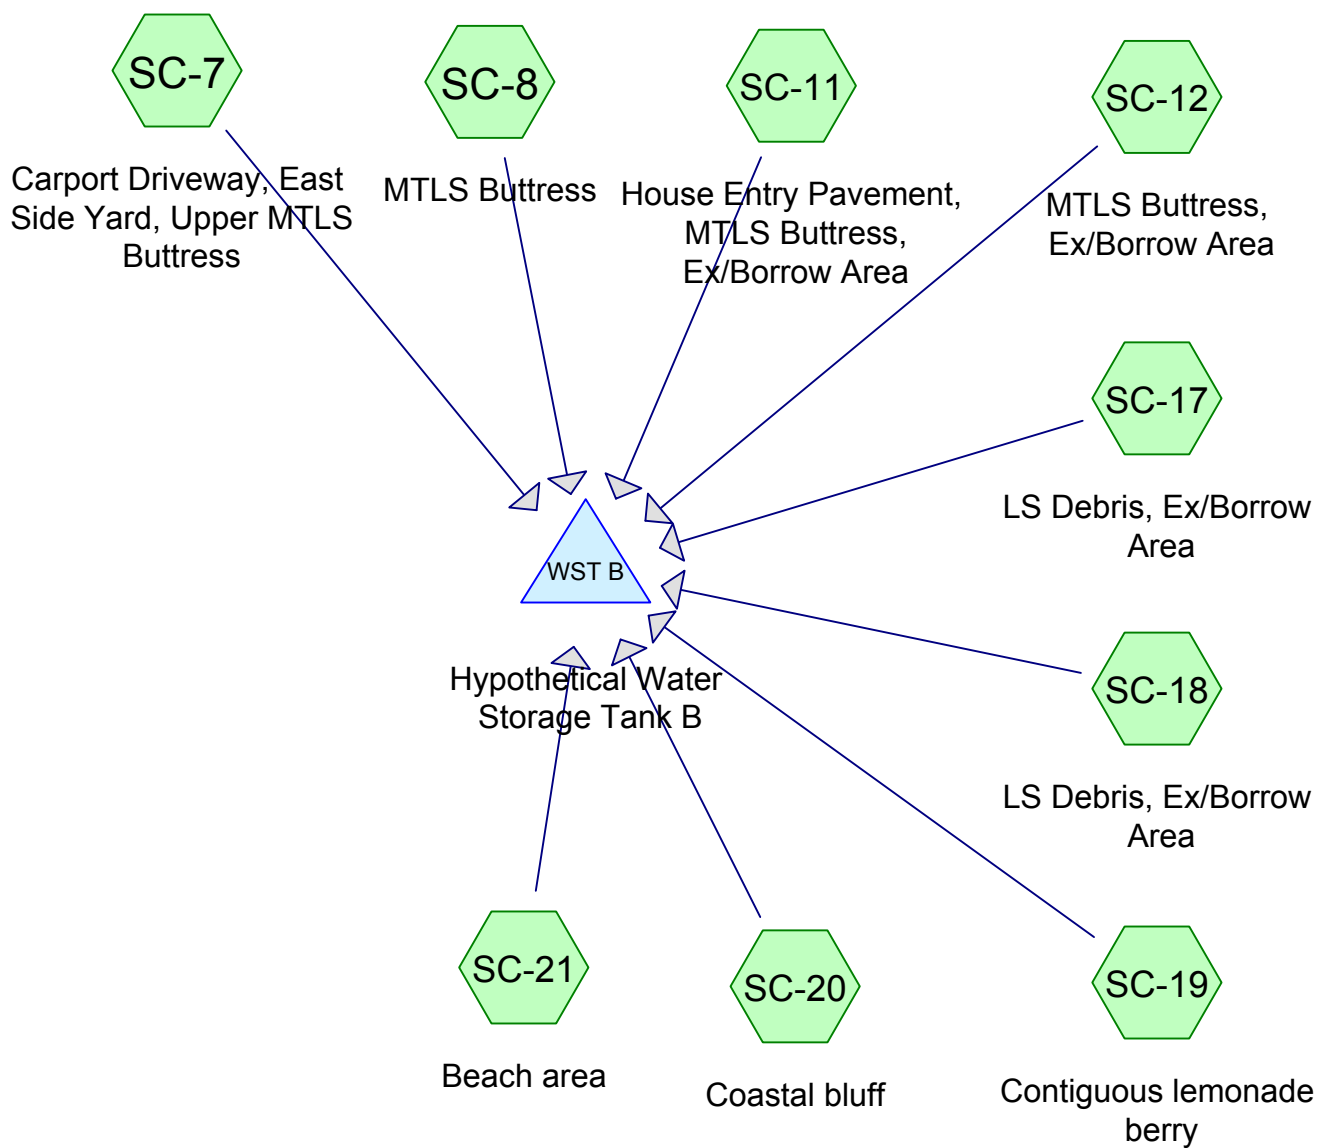 SC-7
Carport Driveway, East
Side Yard, Upper MTLS
Buttress
SC-8
MTLS Buttress
SC-11
House Entry Pavement,
MTLS Buttress,
Ex/Borrow Area
SC-12
MTLS Buttress,
Ex/Borrow Area
SC-17
LS Debris, Ex/Borrow
Area
WST B
Hypothetical Water
Storage Tank B
SC-18
LS Debris, Ex/Borrow
Area
SC-21
Beach area
SC-20
Coastal bluff
SC-19
Contiguous lemonade
berry